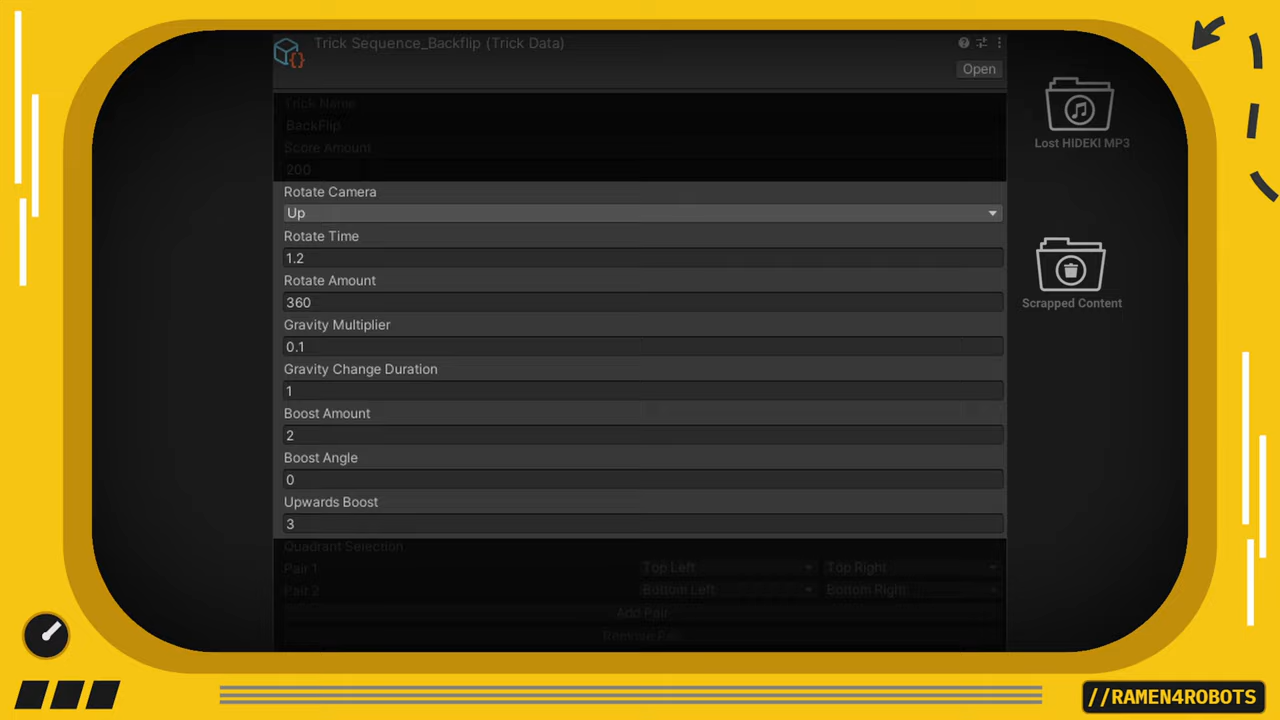 Trick Sequence_Backflip (Trick Data)
Open
Trick Name
BackFlip
Score Amount
200
Rotate Camera
Up
Rotate Time
1.2
Rotate Amount
360
Gravity Multiplier
0.1
Gravity Change Duration
1
Boost Amount
2
Boost Angle
0
Upwards Boost
3
Quadrant Selection
Pair 1 Top Left Top Right
Pair 2 Bottom Left Bottom Right
Add Pair
Remove Pair
Lost HIDEKI MP3
Scrapped Content
//RAMEN4ROBOTS